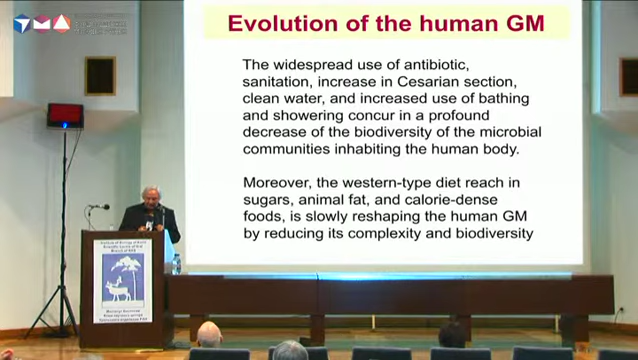 Evolution of the human GM
The widespread use of antibiotic,
sanitation, increase in Cesarian section,
clean water, and increased use of bathing
and showering concur in a profound
decrease of the biodiversity of the microbial
communities inhabiting the human body.
Moreover, the western-type diet reach in
sugars, animal fat, and calorie-dense
foods, is slowly reshaping the human GM
by reducing its complexity and biodiversity